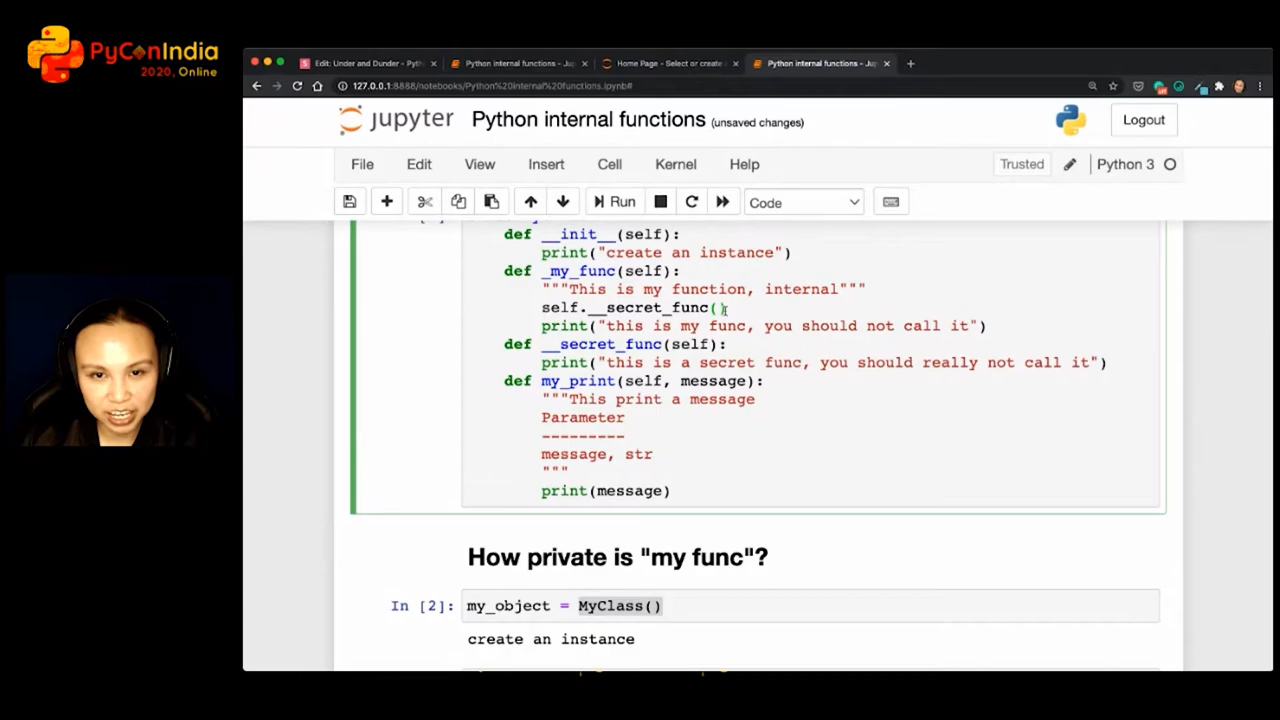 PyConIndia
2020, Online
Edit: Under and Dunder - Pyth
Python internal functions - Jup
Home Page - Select or create
Python internal functions - Jup
127.0.0.1:8888/notebooks/Python%20internal%20functions.ipynb#
jupyter Python internal functions (unsaved changes)
Logout
File Edit View Insert Cell Kernel Help
Trusted Python 3
Run Code
def __init__(self):
print("create an instance")
def _my_func(self):
"""This is my function, internal"""
self.__secret_func()
print("this is my func, you should not call it")
def __secret_func(self):
print("this is a secret func, you should really not call it")
def my_print(self, message):
"""This print a message
Parameter
---------
message, str
"""
print(message)
How private is "my func"?
In [2]: my_object = MyClass()
create an instance